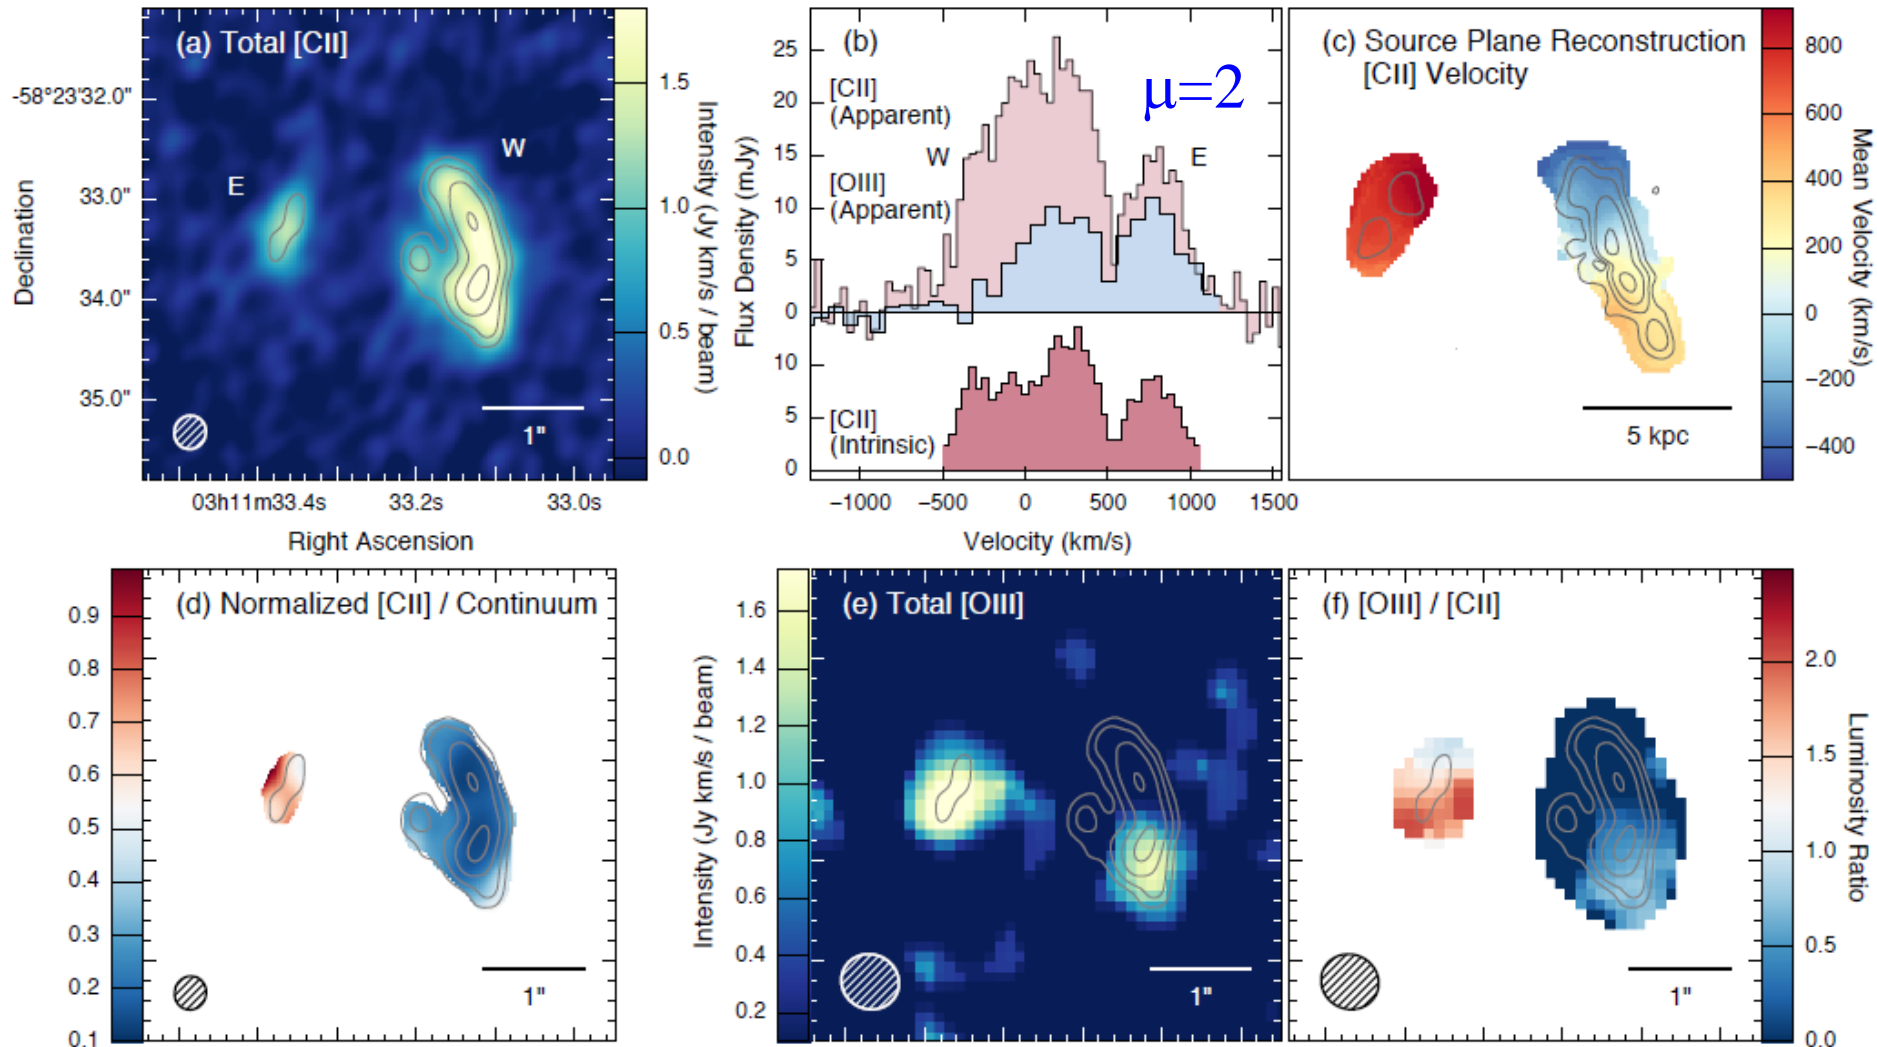 (a) Total [CII]
E
W
1"
-58°23'32.0"
33.0"
34.0"
35.0"
Declination
03h11m33.4s 33.2s 33.0s
Right Ascension
1.5
1.0
0.5
0.0
Intensity (Jy km/s / beam)
(b)
μ=2
[CII]
(Apparent)
W
E
[OIII]
(Apparent)
[CII]
(Intrinsic)
25
20
15
10
5
0
10
5
0
Flux Density (mJy)
−1000 −500 0 500 1000 1500
Velocity (km/s)
(c) Source Plane Reconstruction
[CII] Velocity
5 kpc
800
600
400
200
0
−200
−400
Mean Velocity (km/s)
(d) Normalized [CII] / Continuum
1"
0.9
0.8
0.7
0.6
0.5
0.4
0.3
0.2
0.1
(e) Total [OIII]
1"
1.6
1.4
1.2
1.0
0.8
0.6
0.4
0.2
Intensity (Jy km/s / beam)
(f) [OIII] / [CII]
1"
2.0
1.5
1.0
0.5
0.0
Luminosity Ratio